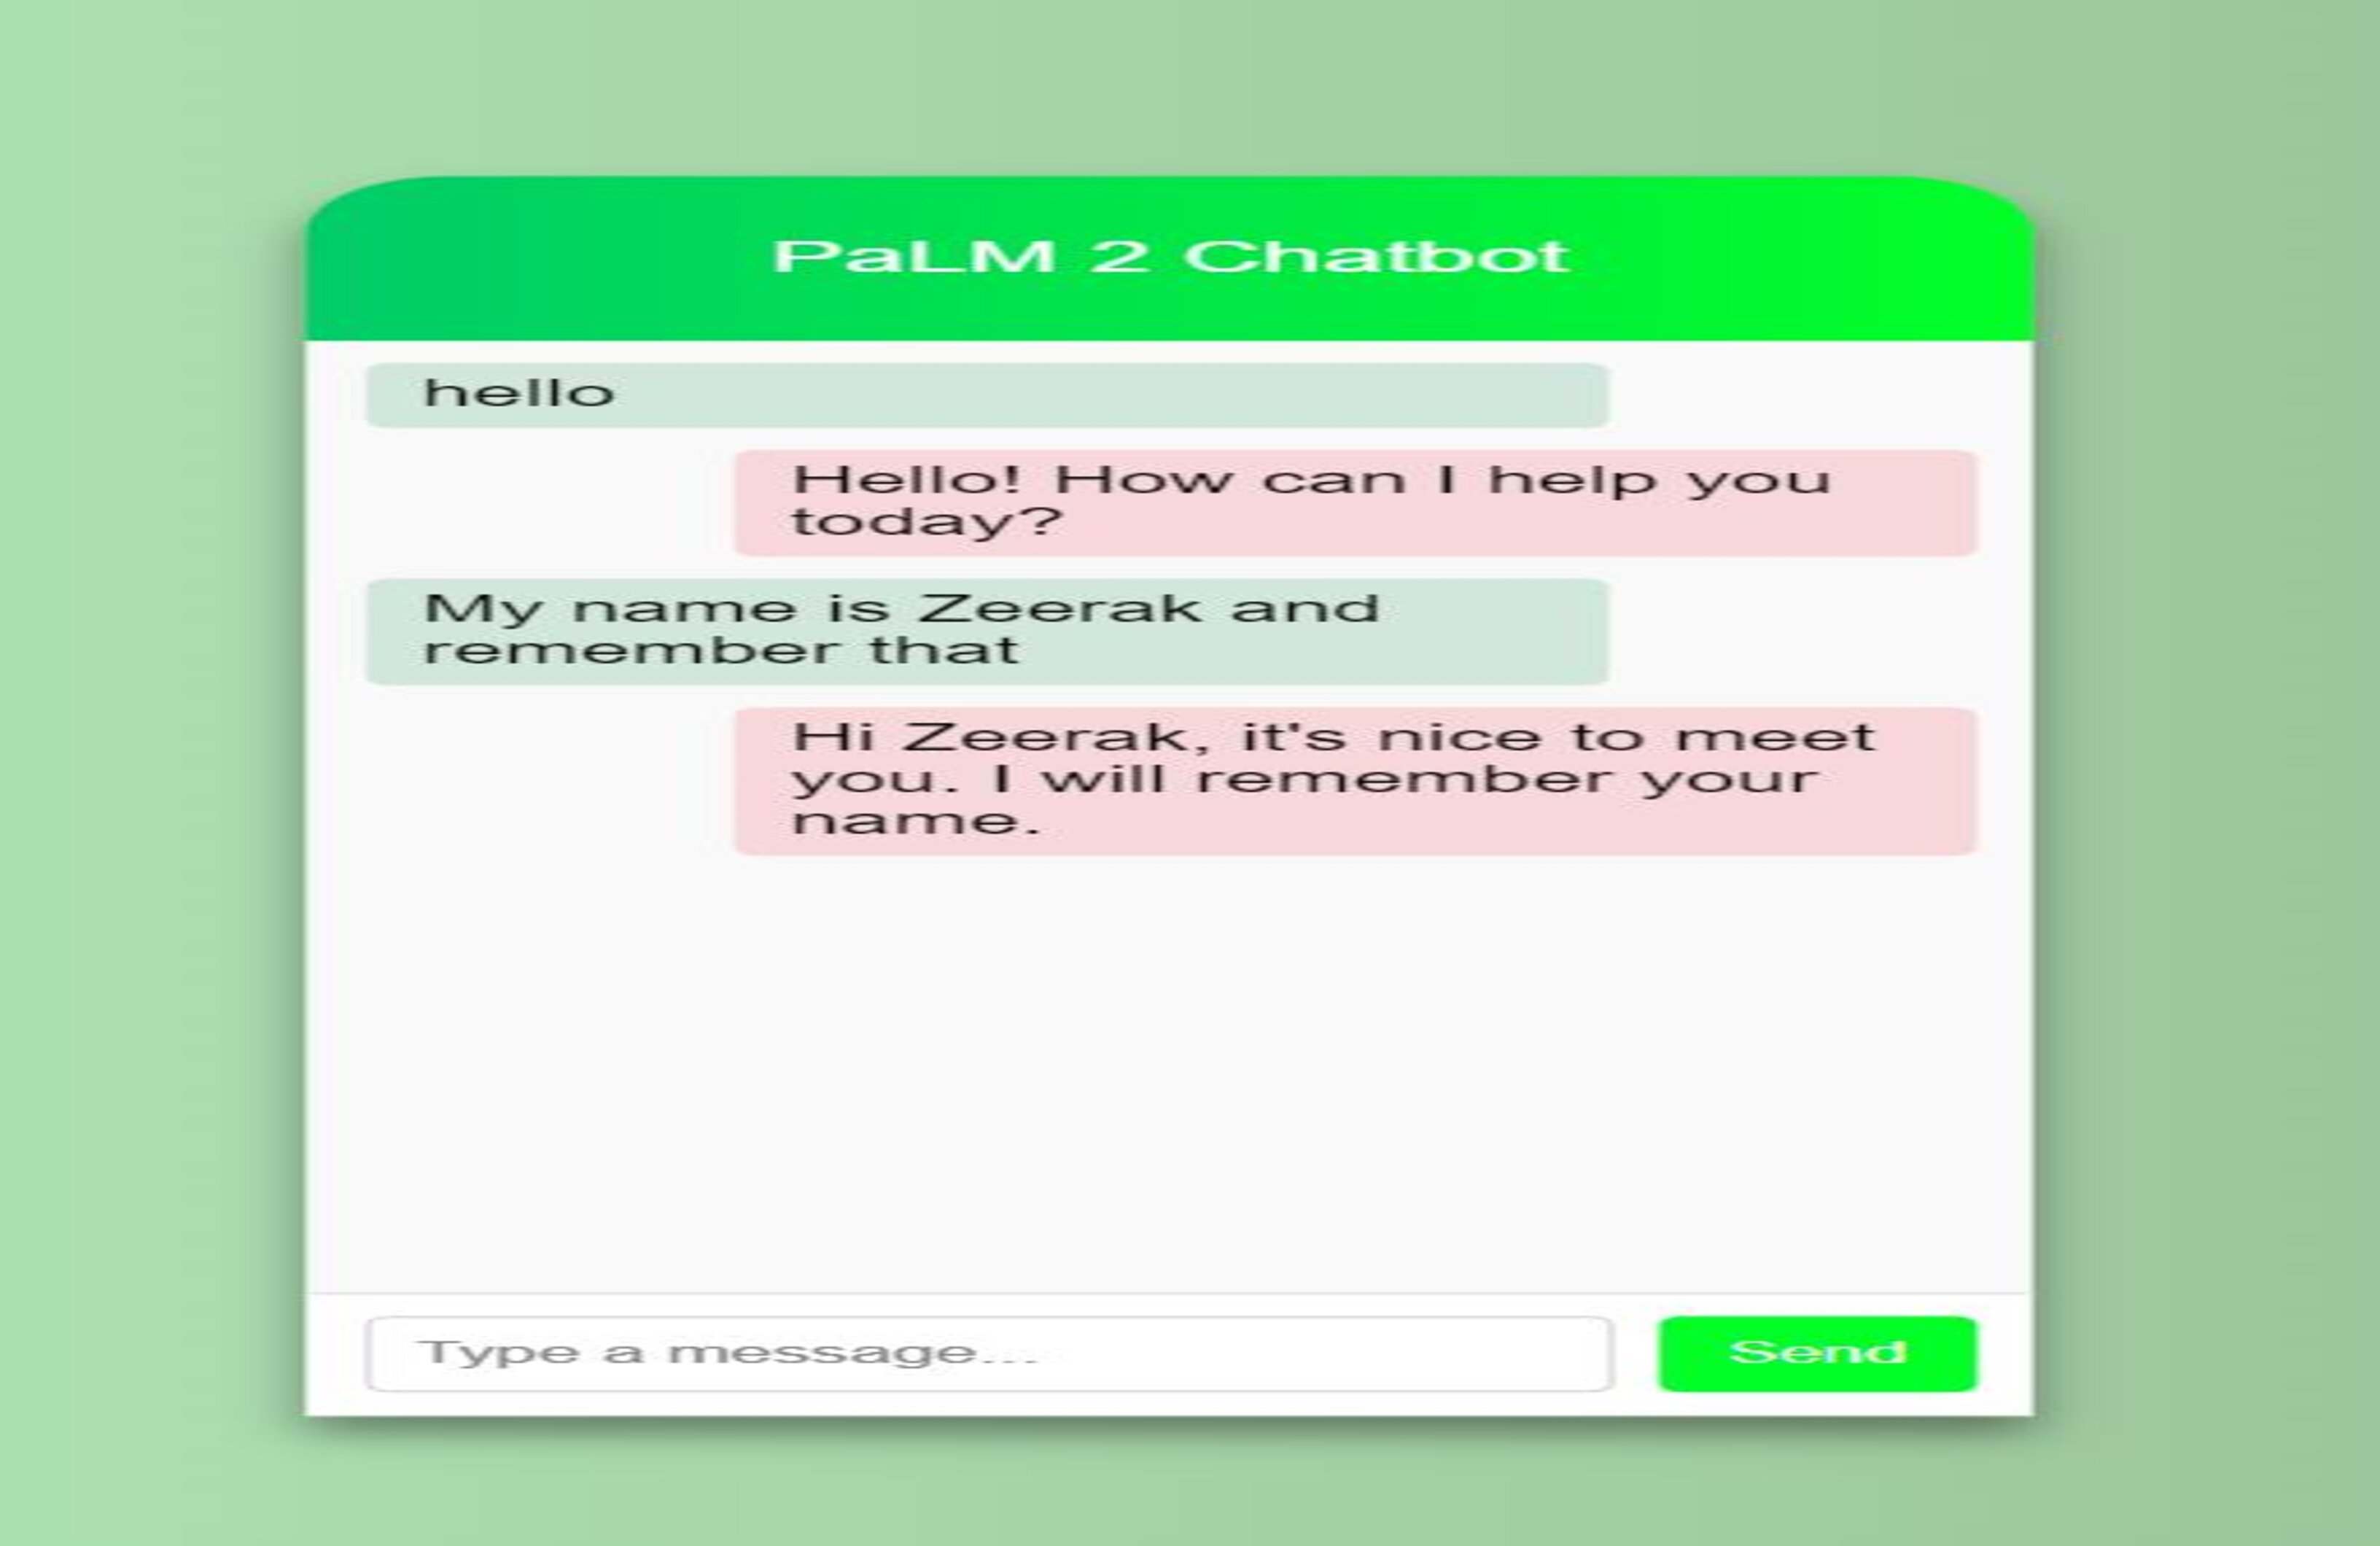 PaLM 2 Chatbot
hello
Hello! How can I help you
today?
My name is Zeerak and
remember that
Hi Zeerak, it's nice to meet
you. I will remember your
name.
Type a message...
Send